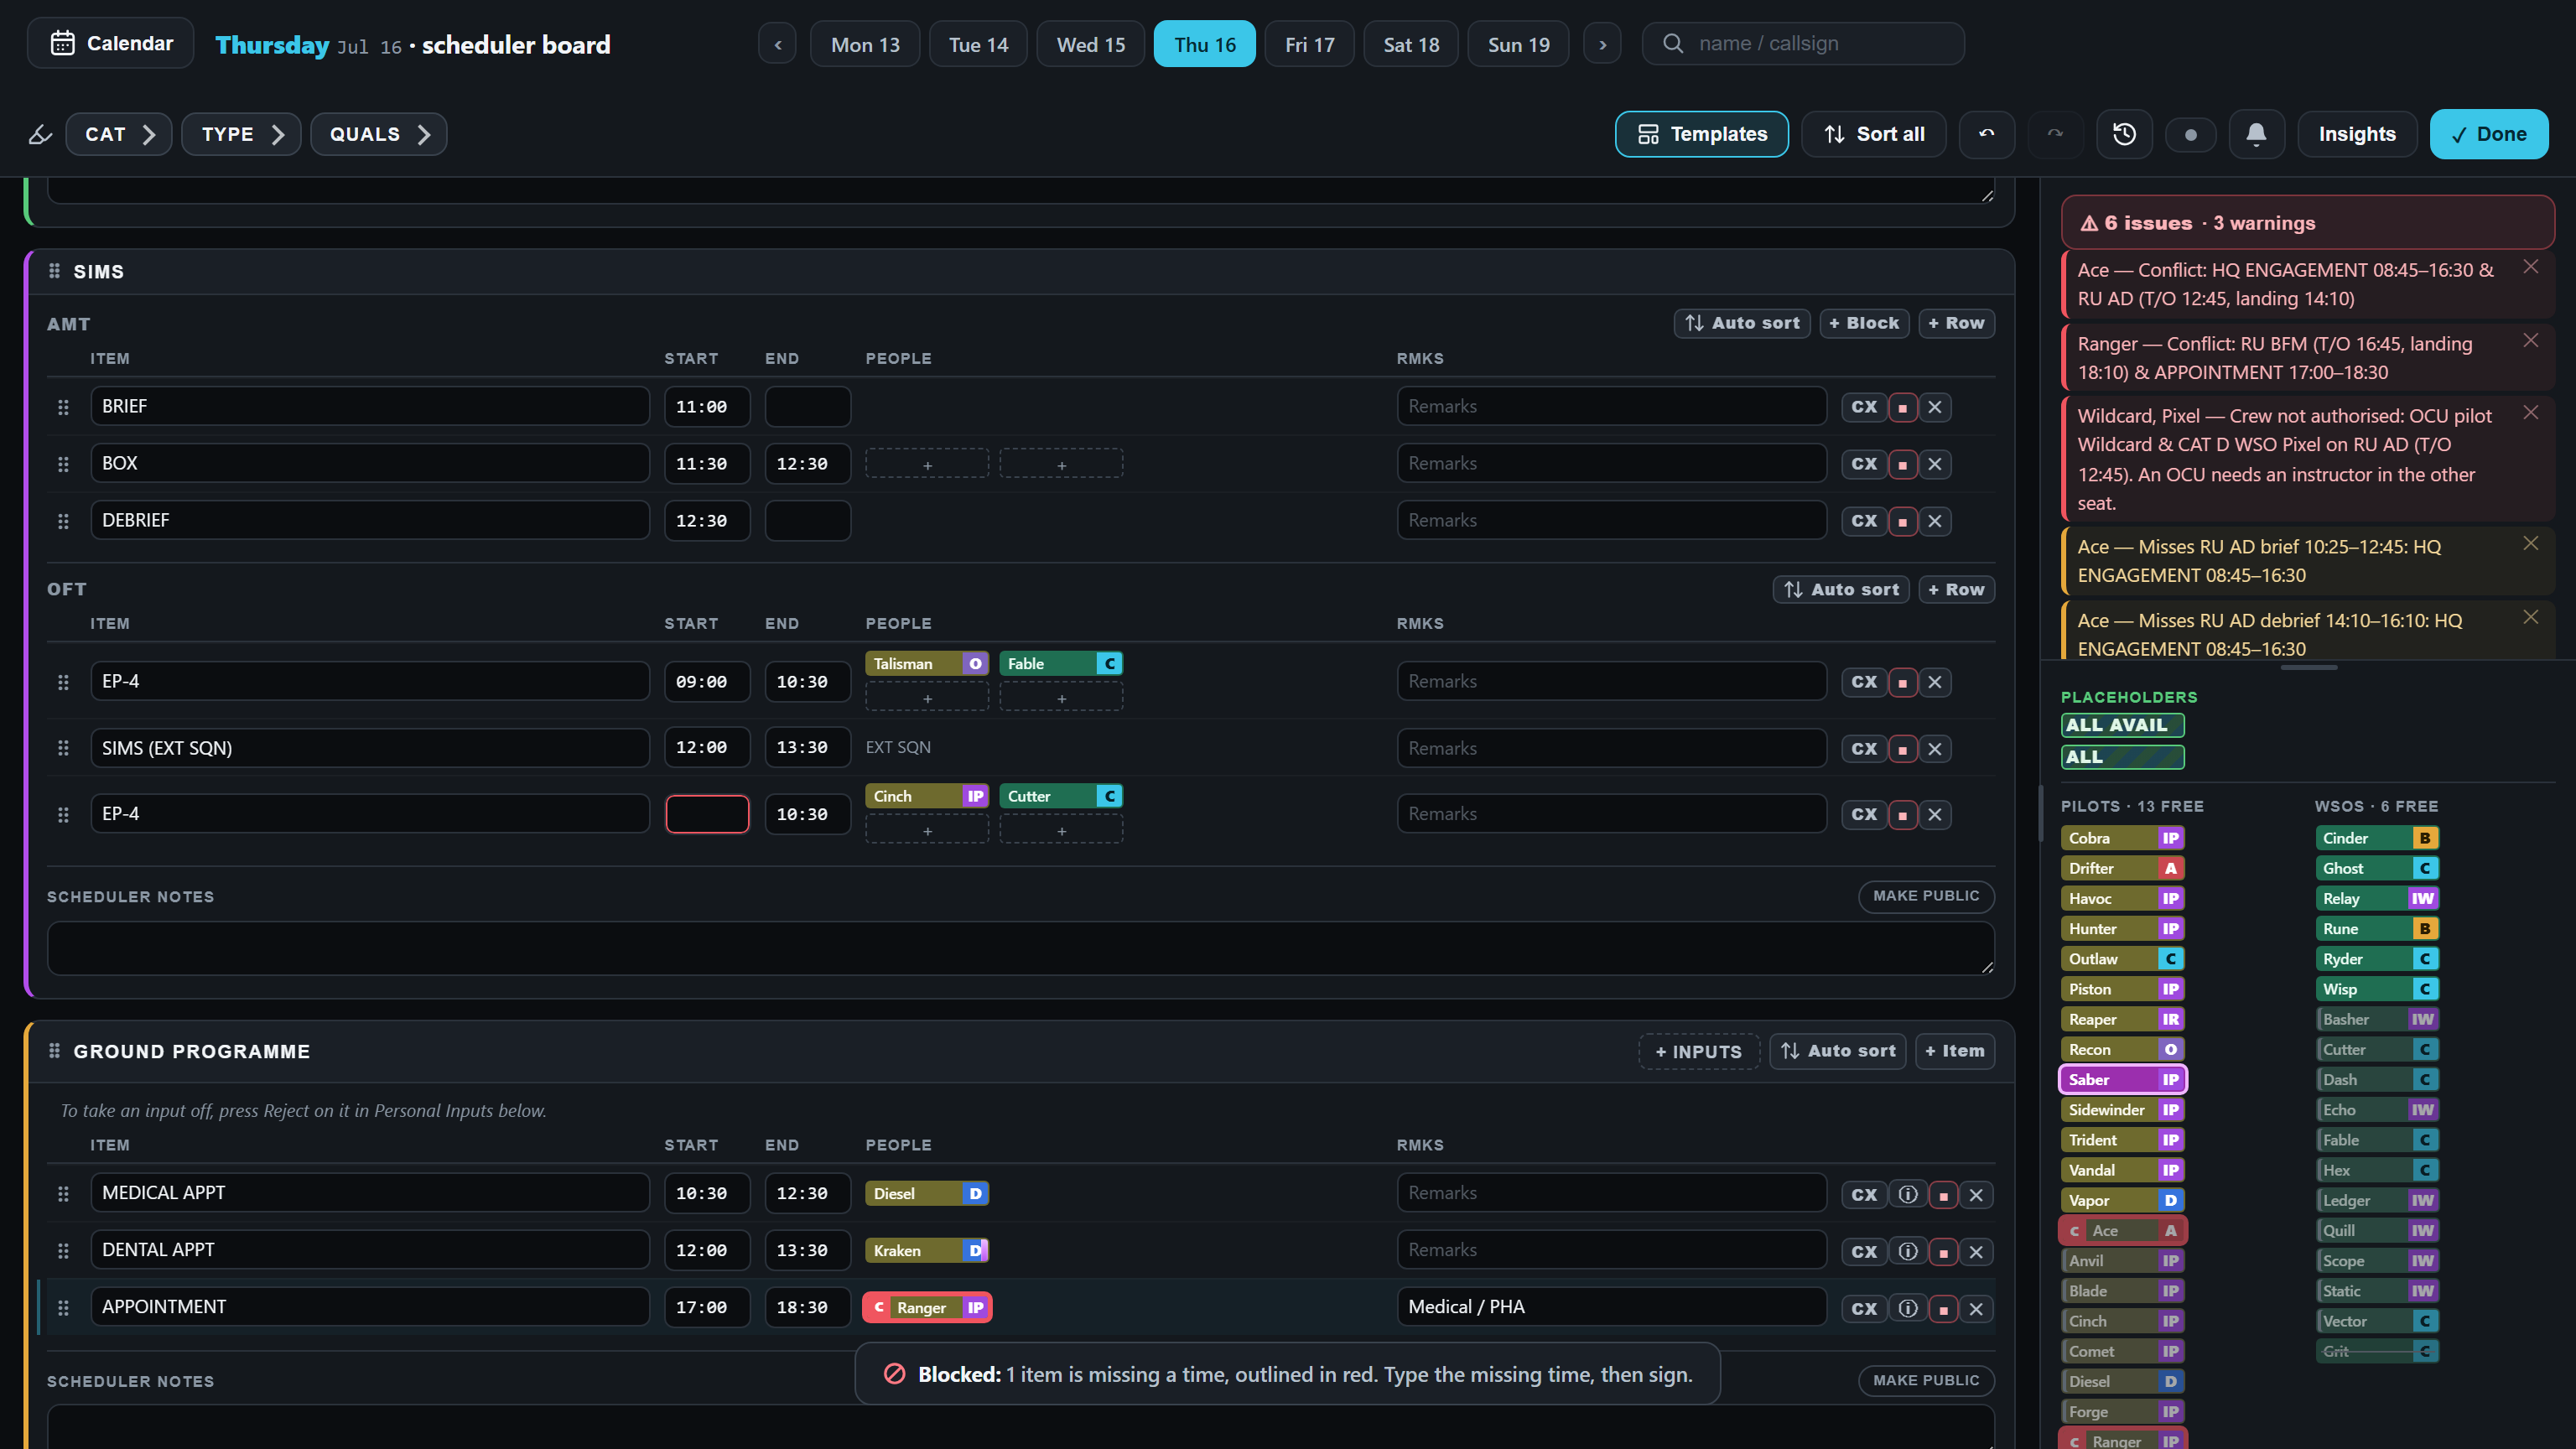 Calendar
Thursday Jul 16 · scheduler board
‹ Mon 13 Tue 14 Wed 15 Thu 16 Fri 17 Sat 18 Sun 19 ›
name / callsign
CAT TYPE QUALS
Templates Sort all Insights ✓ Done
SIMS
AMT
Auto sort + Block + Row
ITEM START END PEOPLE RMKS
BRIEF 11:00 Remarks CX
BOX 11:30 12:30 + + Remarks CX
DEBRIEF 12:30 Remarks CX
OFT
Auto sort + Row
ITEM START END PEOPLE RMKS
EP-4 09:00 10:30 Talisman O Fable C Remarks CX
+ +
SIMS (EXT SQN) 12:00 13:30 EXT SQN Remarks CX
EP-4 10:30 Cinch IP Cutter C Remarks CX
+ +
SCHEDULER NOTES MAKE PUBLIC
GROUND PROGRAMME + INPUTS Auto sort + Item
To take an input off, press Reject on it in Personal Inputs below.
ITEM START END PEOPLE RMKS
MEDICAL APPT 10:30 12:30 Diesel D Remarks CX
DENTAL APPT 12:00 13:30 Kraken D Remarks CX
APPOINTMENT 17:00 18:30 C Ranger IP Medical / PHA CX
SCHEDULER NOTES MAKE PUBLIC
Blocked: 1 item is missing a time, outlined in red. Type the missing time, then sign.
6 issues · 3 warnings
Ace — Conflict: HQ ENGAGEMENT 08:45–16:30 &
RU AD (T/O 12:45, landing 14:10)
Ranger — Conflict: RU BFM (T/O 16:45, landing
18:10) & APPOINTMENT 17:00–18:30
Wildcard, Pixel — Crew not authorised: OCU pilot
Wildcard & CAT D WSO Pixel on RU AD (T/O
12:45). An OCU needs an instructor in the other
seat.
Ace — Misses RU AD brief 10:25–12:45: HQ
ENGAGEMENT 08:45–16:30
Ace — Misses RU AD debrief 14:10–16:10: HQ
ENGAGEMENT 08:45–16:30
PLACEHOLDERS
ALL AVAIL
ALL
PILOTS · 13 FREE
Cobra IP
Drifter A
Havoc IP
Hunter IP
Outlaw C
Piston IP
Reaper IR
Recon O
Saber IP
Sidewinder IP
Trident IP
Vandal IP
Vapor D
C Ace A
Anvil IP
Blade IP
Cinch IP
Comet IP
Diesel D
Forge IP
C Ranger IP
WSOS · 6 FREE
Cinder B
Ghost C
Relay IW
Rune B
Ryder C
Wisp C
Basher IW
Cutter C
Dash C
Echo IW
Fable C
Hex C
Ledger IW
Quill IW
Scope IW
Static IW
Vector C
Grit C